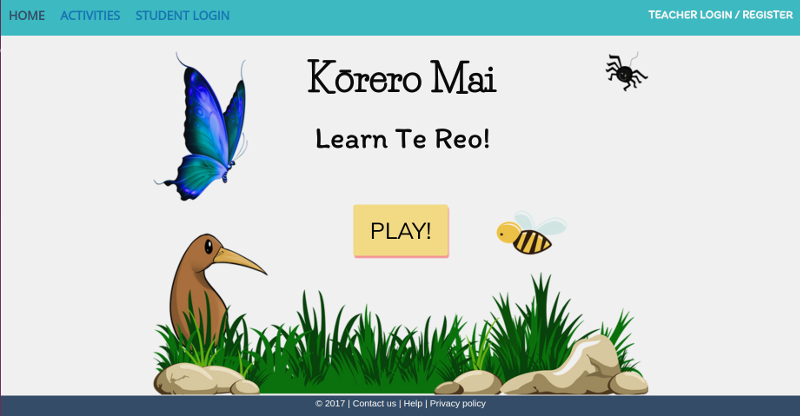 HOME ACTIVITIES STUDENT LOGIN TEACHER LOGIN / REGISTER
Kōrero Mai
Learn Te Reo!
PLAY!
© 2017 | Contact us | Help | Privacy policy